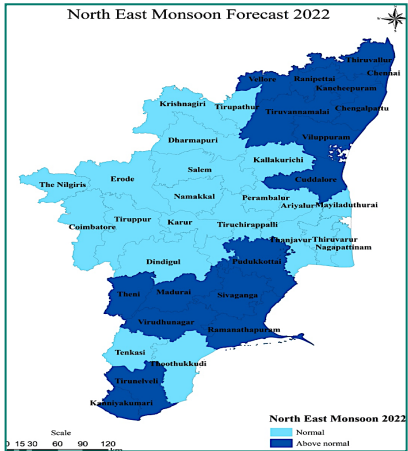 North East Monsoon Forecast 2022
Thiruvallur
Vellore
Ranipettai
Chennai
Kancheepuram
Krishnagiri
Tirupathur
Tiruvannamalai
Chengalpattu
Dharmapuri
Viluppuram
Kallakurichi
Salem
Erode
Cuddalore
The Nilgiris
Namakkal
Perambalur
Ariyalur
Mayiladuthurai
Tiruppur
Karur
Tiruchirappalli
Coimbatore
Thanjavur
Thiruvarur
Nagapattinam
Dindigul
Pudukkottai
Theni
Madurai
Sivaganga
Virudhunagar
Ramanathapuram
Tenkasi
Thoothukkudi
Tirunelveli
Kanniyakumari
North East Monsoon 2022
Normal
Above normal
Scale
0 15 30 60 90 120
km